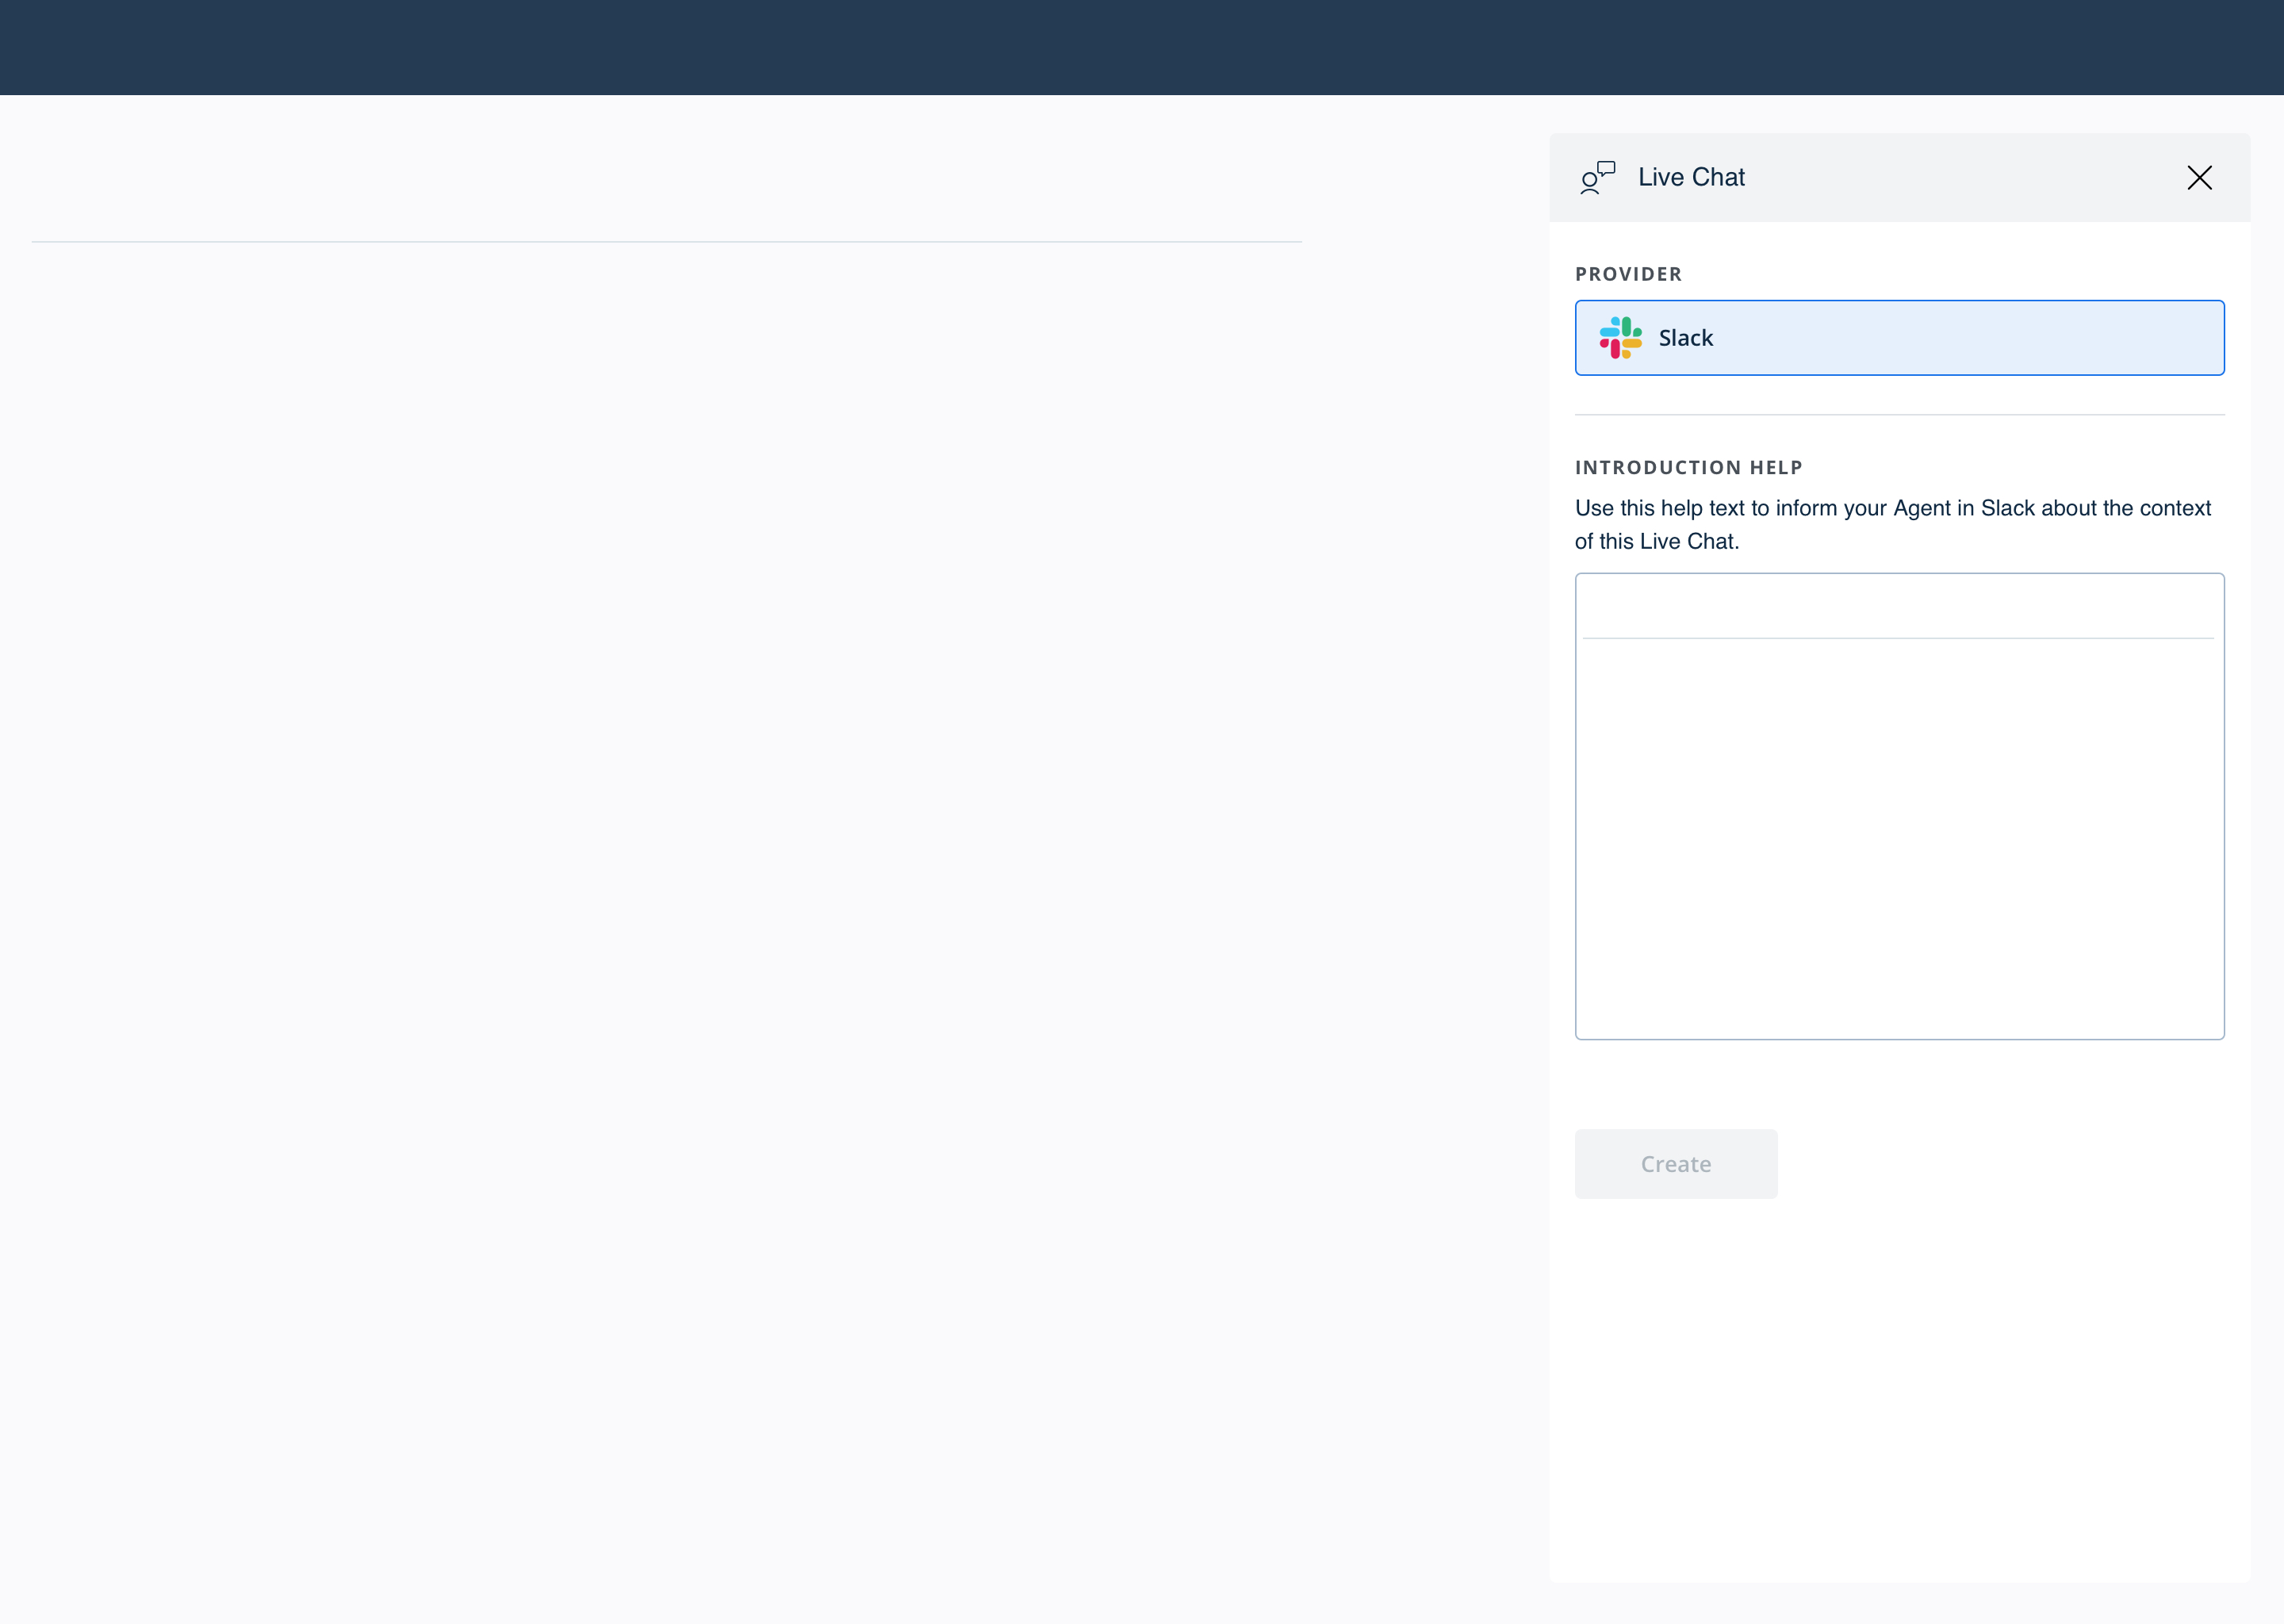 Live Chat
PROVIDER
Slack
INTRODUCTION HELP
Use this help text to inform your Agent in Slack about the context
of this Live Chat.
Create